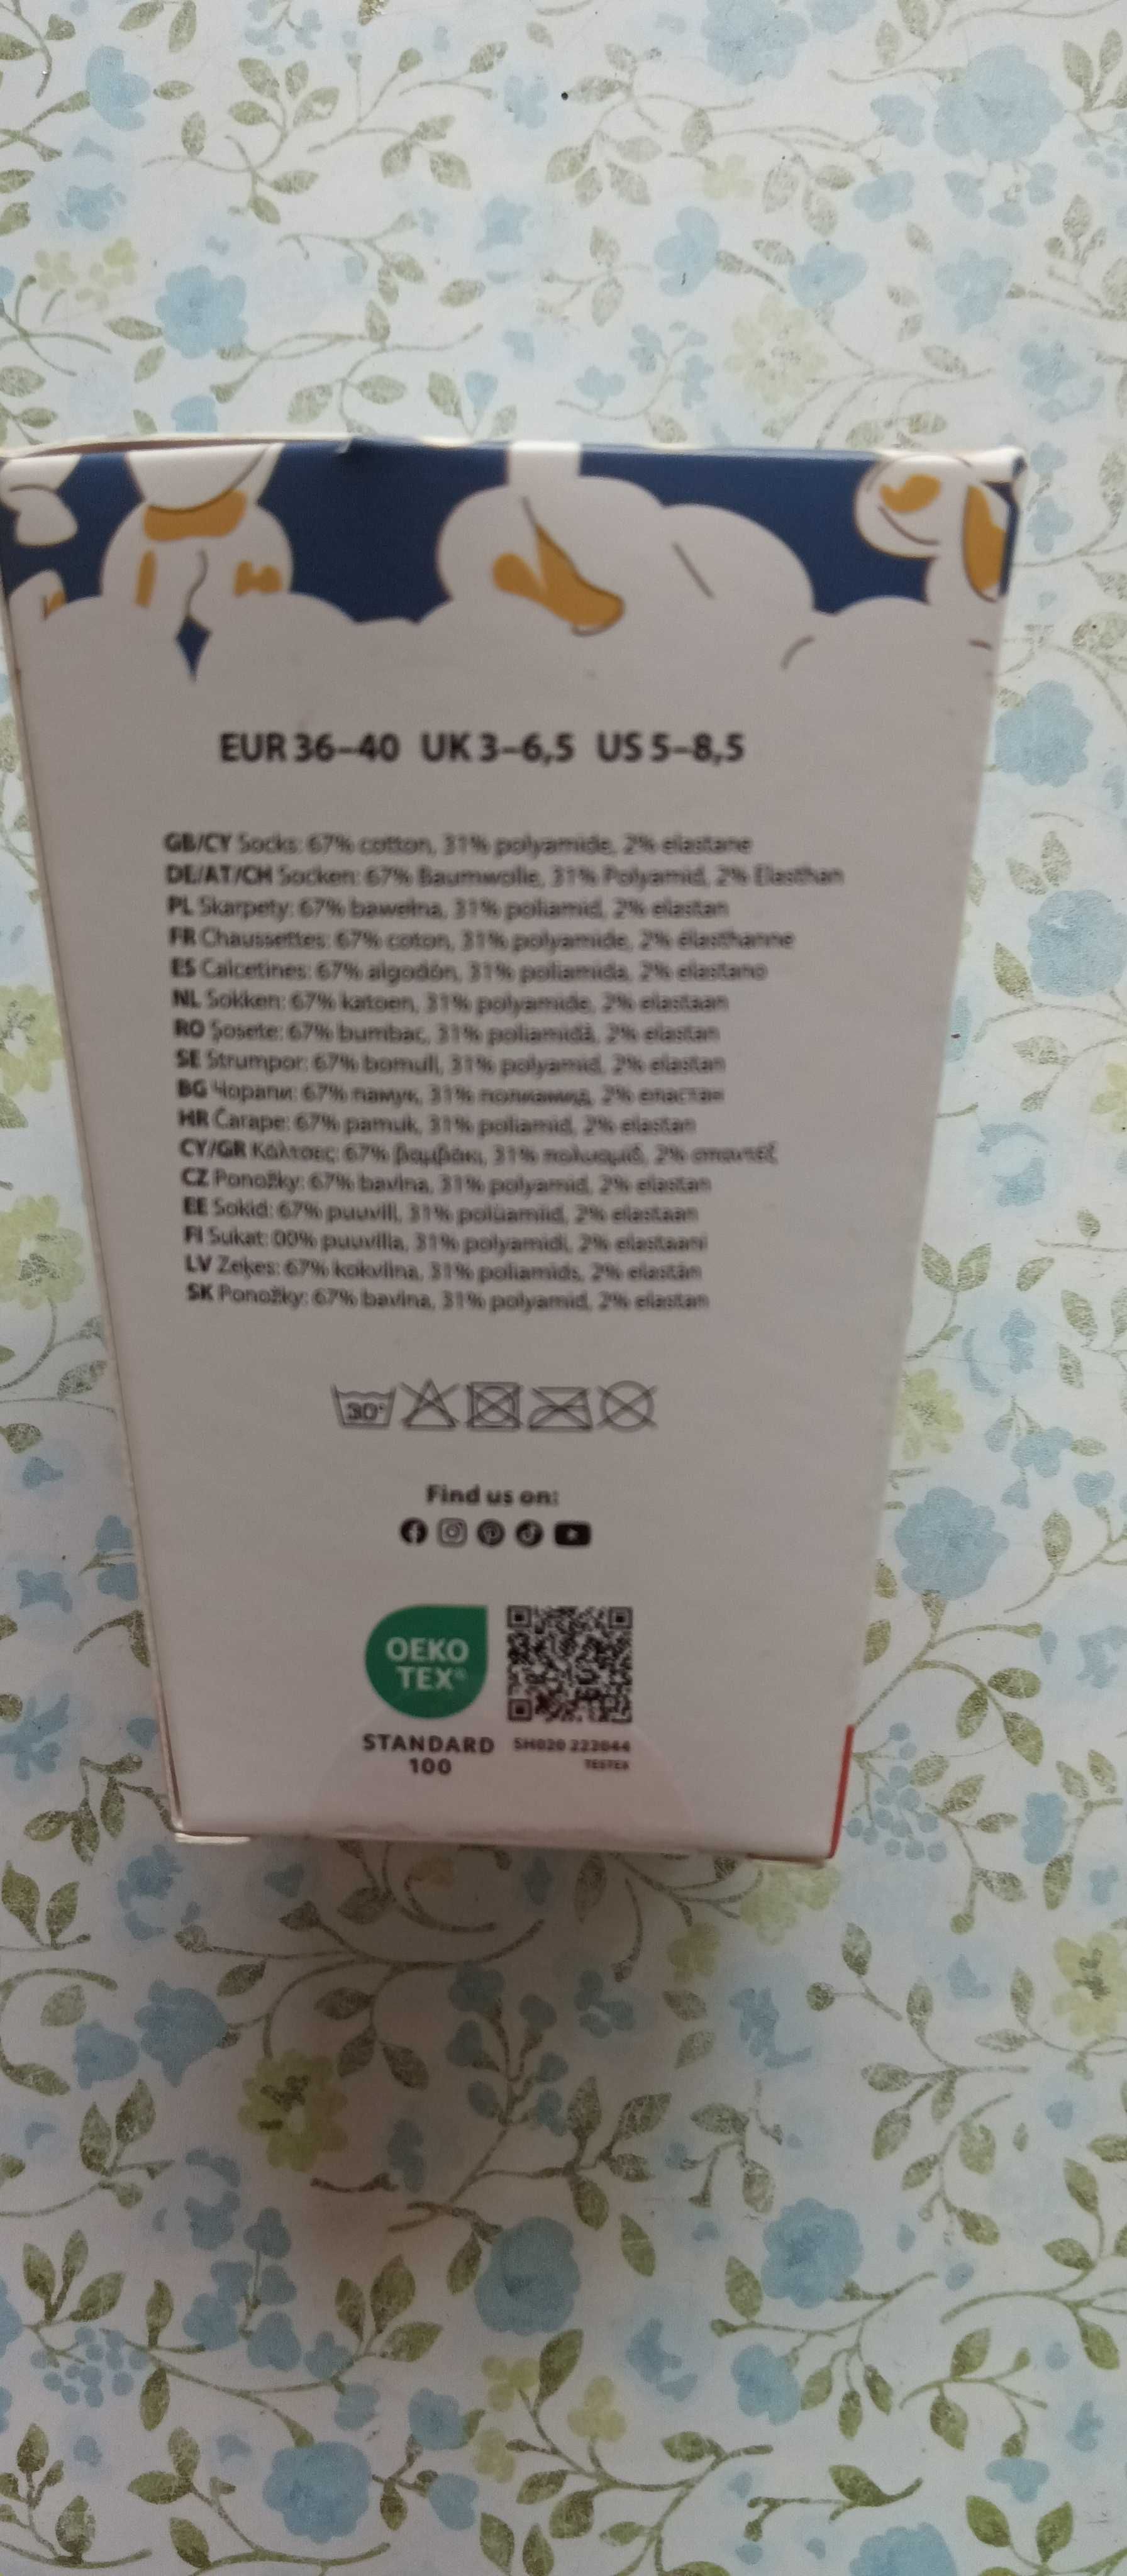 EUR 36–40 UK 3–6,5 US 5–8,5
GB/CY Socks: 67% cotton, 31% polyamide, 2% elastane
DE/AT/CH Socken: 67% Baumwolle, 31% Polyamid, 2% Elasthan
PL Skarpety: 67% bawełna, 31% poliamid, 2% elastan
FR Chaussettes: 67% coton, 31% polyamide, 2% élasthanne
ES Calcetines: 67% algodón, 31% poliamida, 2% elastano
NL Sokken: 67% katoen, 31% polyamide, 2% elastaan
RO Șosete: 67% bumbac, 31% poliamidă, 2% elastan
SE Strumpor: 67% bomull, 31% polyamid, 2% elastan
BG Чорапи: 67% памук, 31% полиамид, 2% еластан
HR Čarape: 67% pamuk, 31% poliamid, 2% elastan
CY/GR Κάλτσες: 67% βαμβάκι, 31% πολυαμίδ, 2% σπαντέξ
CZ Ponožky: 67% bavlna, 31% polyamid, 2% elastan
EE Sokid: 67% puuvill, 31% polüamiid, 2% elastaan
FI Sukat: 00% puuvilla, 31% polyamidi, 2% elastaani
LV Zeķes: 67% kokvilna, 31% poliamīds, 2% elastān
SK Ponožky: 67% bavlna, 31% polyamid, 2% elastan
30°
Find us on:
OEKO
TEX®
STANDARD
100
SH020 222044
TESTEX